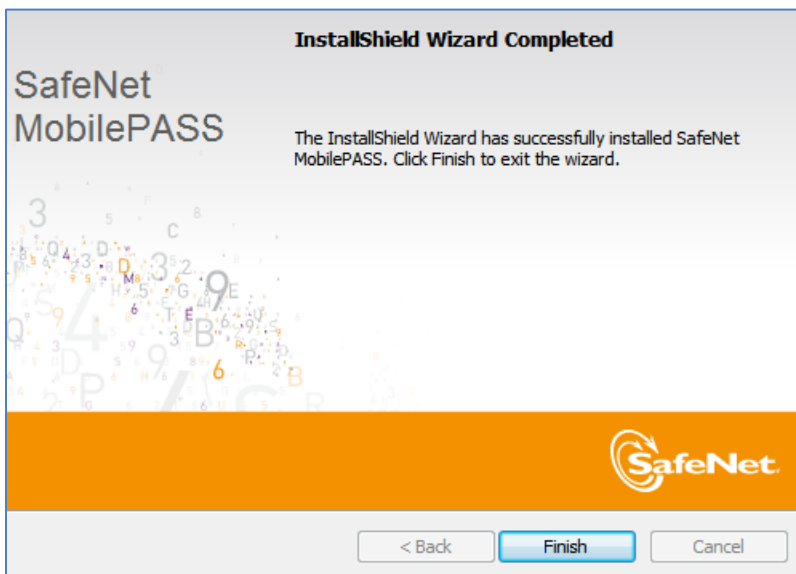 InstallShield Wizard Completed
SafeNet
MobilePASS
The InstallShield Wizard has successfully installed SafeNet
MobilePASS. Click Finish to exit the wizard.
SafeNet.
< Back
Finish
Cancel